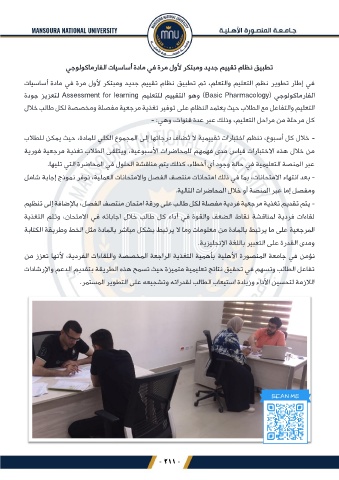 MANSOURA NATIONAL UNIVERSITY
جـامـعـة المنصـورة الأهـليـة
MNU
تطبيق نظام تقييم جديد ومبتكر لأول مرة في مادة أساسيات الفارماكولوجي
في إطار تطوير نظم التعليم والتعلم، تم تطبيق نظام تقييم جديد ومبتكر لأول مرة في مادة أساسيات
الفارماكولوجي (Basic Pharmacology) وهو التقييم للتعليم Assessment for learning لتعزيز جودة
التعليم والتفاعل مع الطلاب حيث يعتمد النظام على توفير تغذية مرجعية مفصلة ومخصصة لكل طالب خلال
كل مرحلة من مراحل التعليم، وذلك عبر عدة قنوات، وهي: -
- خلال كل أسبوع، تنظم اختبارات تقييمية لا تضاف درجاتها إلى المجموع الكلي للمادة، حيث يمكن للطلاب
من خلال هذه الاختبارات قياس مدى فهمهم للمحاضرات الأسبوعية، ويتلقى الطلاب تغذية مرجعية فورية
عبر المنصة التعليمية في حالة وجود أي أخطاء، كذلك يتم مناقشة الحلول في المحاضرة التي تليها.
- بعد انتهاء الامتحانات، بما في ذلك امتحانات منتصف الفصل والامتحانات العملية، نوفر نموذج إجابة شامل
ومفصل إما عبر المنصة أو خلال المحاضرات التالية.
- يتم تقديم تغذية مرجعية فردية مفصلة لكل طالب على ورقة امتحان منتصف الفصل، بالإضافة إلى تنظيم
لقاءات فردية لمناقشة نقاط الضعف والقوة في أداء كل طالب خلال اجاباته في الامتحان، وتلم التغذية
المرجعية على ما يرتبط بالمادة من معلومات وما لا يرتبط بشكل مباشر بالمادة مثل الخط وطريقة الكتابة
ومدى القدرة على التعبير باللغة الإنجليزية.
نؤمن في جامعة المنصورة الأهلية بأهمية التغذية الراجعة المخصصة واللقاءات الفردية، لأنها تعزز من
تفاعل الطلاب وتسهم في تحقيق نتائج تعليمية متميزة حيث تسمح هذه الطريقة بتقديم الدعم والإرشادات
اللازمة لتحسين الأداء وزيادة استيعاب الطالب لقدراته وتشجيعه على التطوير المستمر.
SCAN ME
- ٢١١ -